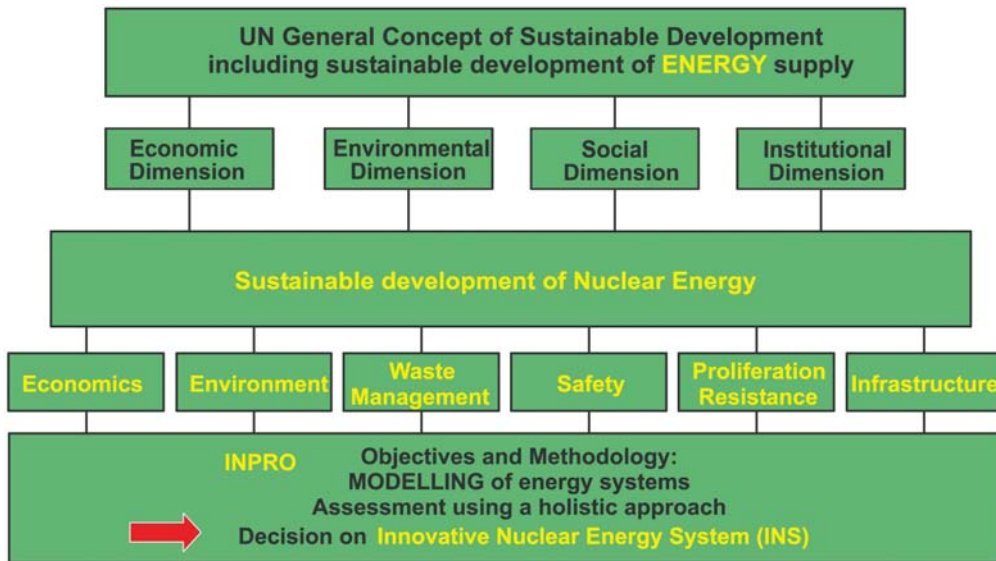 UN General Concept of Sustainable Development
including sustainable development of ENERGY supply
Economic
Dimension
Environmental
Dimension
Social
Dimension
Institutional
Dimension
Sustainable development of Nuclear Energy
Economics
Environment
Waste
Management
Safety
Proliferation
Resistance
Infrastructure
INPRO Objectives and Methodology:
MODELLING of energy systems
Assessment using a holistic approach
Decision on Innovative Nuclear Energy System (INS)